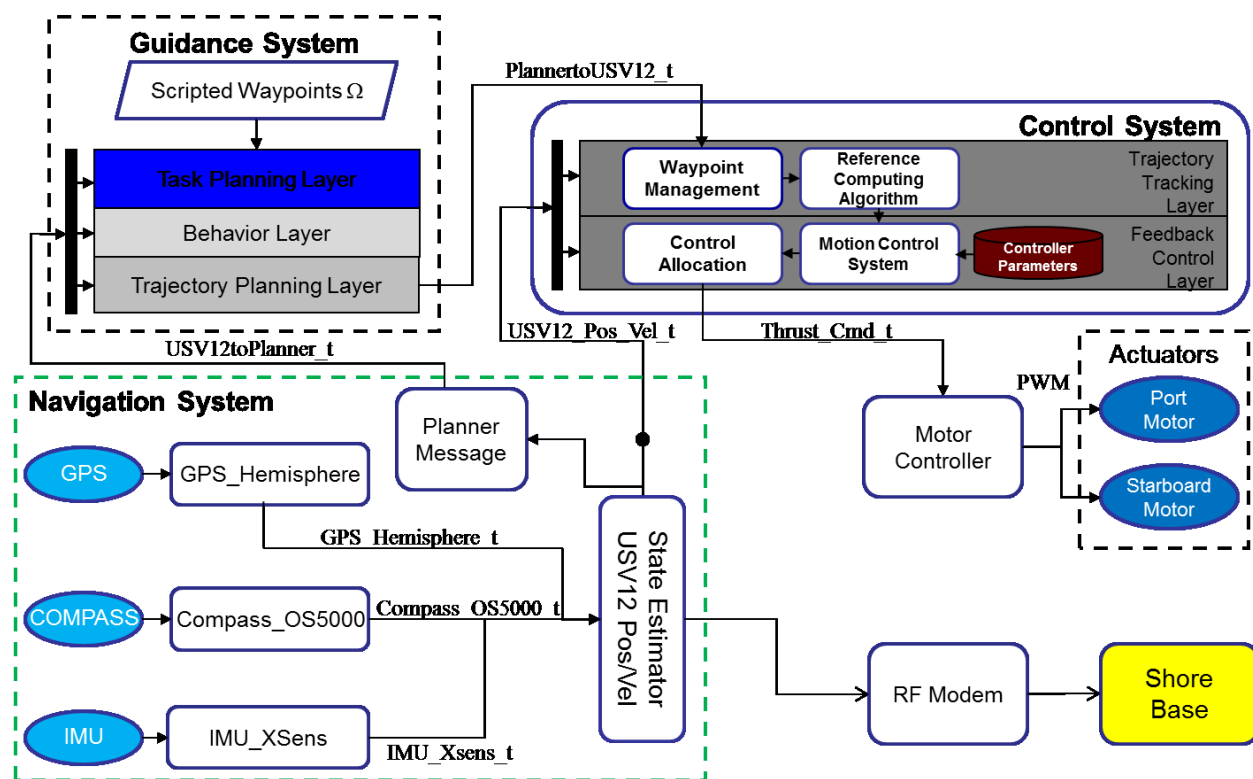 Guidance System
Scripted Waypoints Ω
Task Planning Layer
Behavior Layer
Trajectory Planning Layer
PlannertoUSV12_t
Control System
Waypoint
Management
Reference
Computing
Algorithm
Trajectory
Tracking
Layer
Control
Allocation
Motion Control
System
Controller
Parameters
Feedback
Control
Layer
USV12toPlanner_t
USV12_Pos_Vel_t
Thrust_Cmd_t
Navigation System
Planner
Message
GPS
GPS_Hemisphere
GPS_Hemisphere_t
COMPASS
Compass_OS5000
Compass_OS5000_t
IMU
IMU_XSens
IMU_Xsens_t
State Estimator
USV12 Pos/Vel
Motor
Controller
PWM
Actuators
Port
Motor
Starboard
Motor
RF Modem
Shore
Base